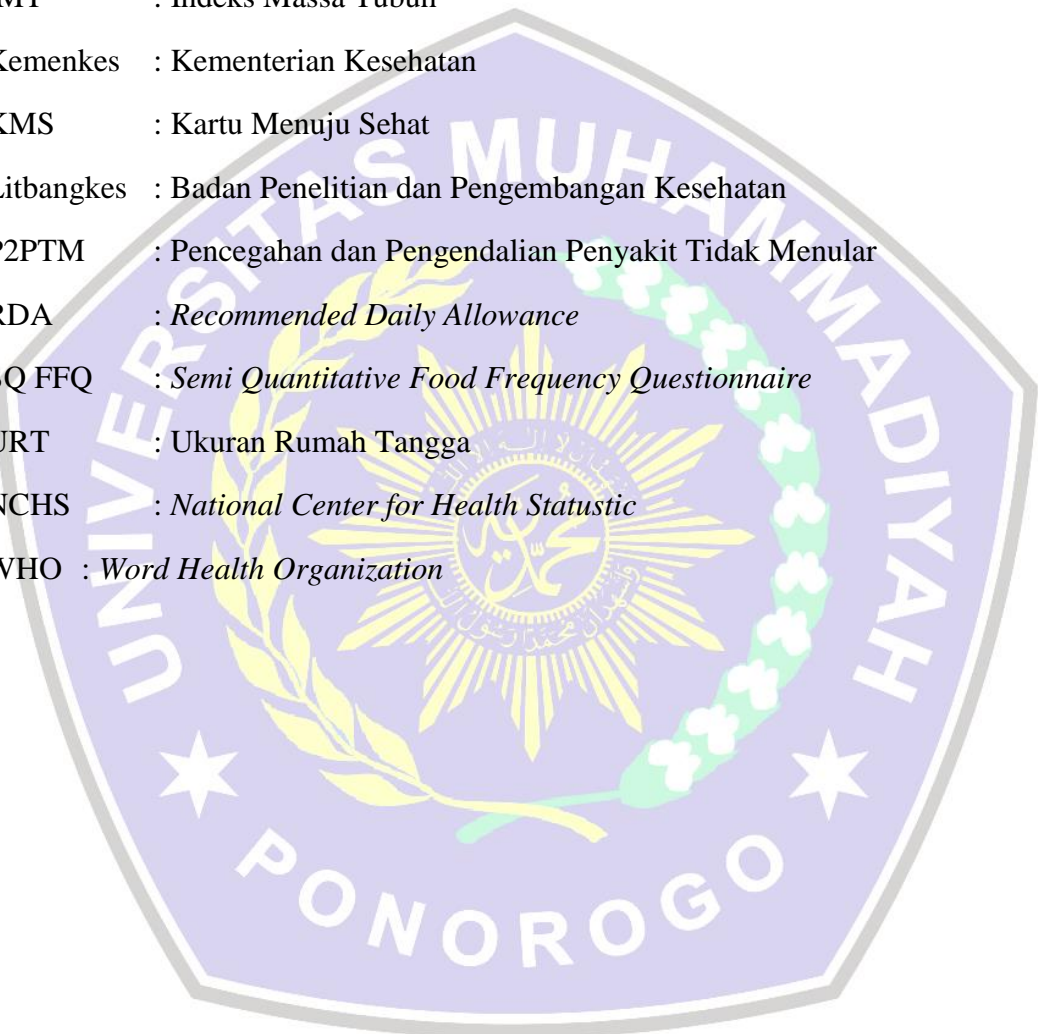 IMT : Indeks Massa Tubuh
Kemenkes : Kementerian Kesehatan
KMS : Kartu Menuju Sehat
Litbangkes : Badan Penelitian dan Pengembangan Kesehatan
P2PTM : Pencegahan dan Pengendalian Penyakit Tidak Menular
RDA : Recommended Daily Allowance
SQ FFQ : Semi Quantitative Food Frequency Questionnaire
URT : Ukuran Rumah Tangga
NCHS : National Center for Health Statustic
WHO : Word Health Organization
UNIVERSITAS MUHAMMADIYAH
PONOROGO